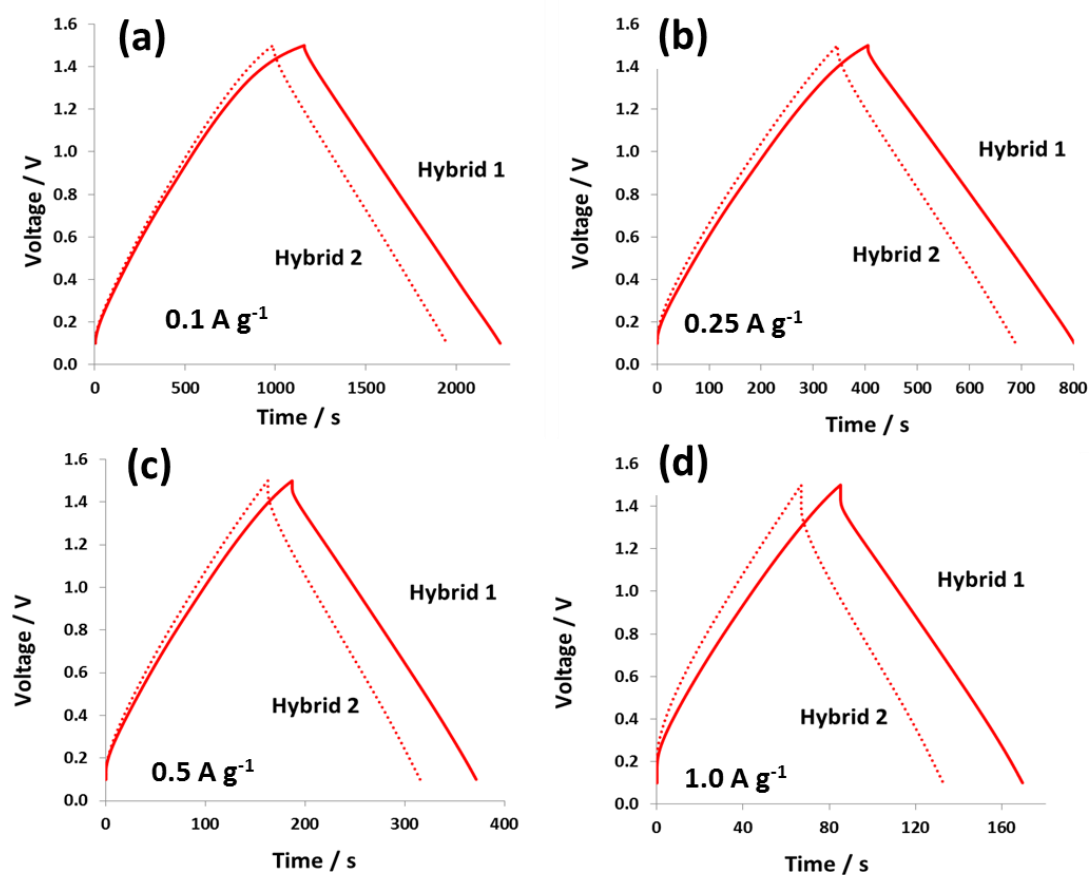 (a)
1.6
1.4
1.2
1.0
0.8
0.6
0.4
0.2
0.0
Voltage / V
Hybrid 1
Hybrid 2
0.1 A g-1
0 500 1000 1500 2000
Time / s
(b)
1.6
1.4
1.2
1.0
0.8
0.6
0.4
0.2
0.0
Voltage / V
Hybrid 1
Hybrid 2
0.25 A g-1
0 100 200 300 400 500 600 700 800
Time / s
(c)
1.6
1.4
1.2
1.0
0.8
0.6
0.4
0.2
0.0
Voltage / V
Hybrid 1
Hybrid 2
0.5 A g-1
0 100 200 300 400
Time / s
(d)
1.6
1.4
1.2
1.0
0.8
0.6
0.4
0.2
0.0
Voltage / V
Hybrid 1
Hybrid 2
1.0 A g-1
0 40 80 120 160
Time / s